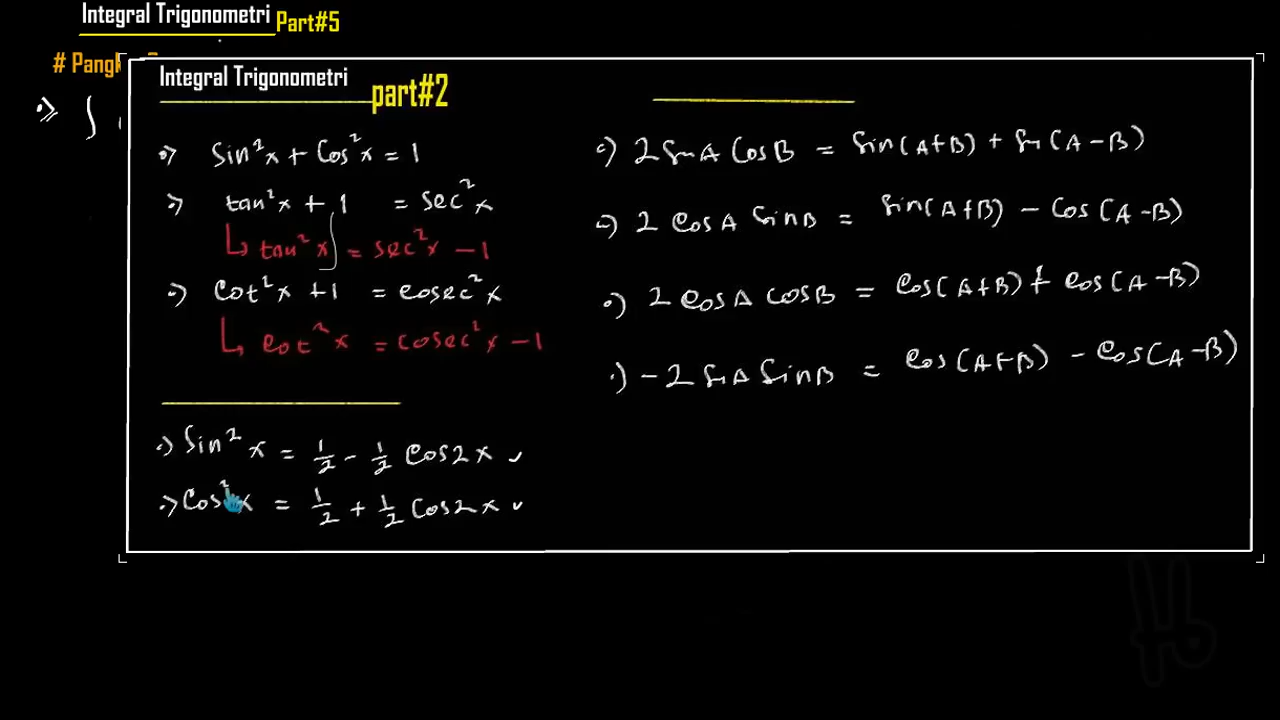 Integral Trigonometri Part#5
# Pangk
∫
Integral Trigonometri part#2
Sin²x + Cos²x = 1
tan²x + 1 = sec²x
↳ tan²x = sec²x - 1
Cot²x + 1 = cosec²x
↳ cot²x = cosec²x - 1
Sin²x = 1/2 - 1/2 Cos2x ✓
Cos²x = 1/2 + 1/2 Cos2x ✓
2 Sin A Cos B = Sin(A+B) + Sin(A-B)
2 Cos A Sin B = Sin(A+B) - Cos(A-B)
2 Cos A Cos B = Cos(A+B) + Cos(A-B)
-2 Sin A Sin B = Cos(A+B) - Cos(A-B)